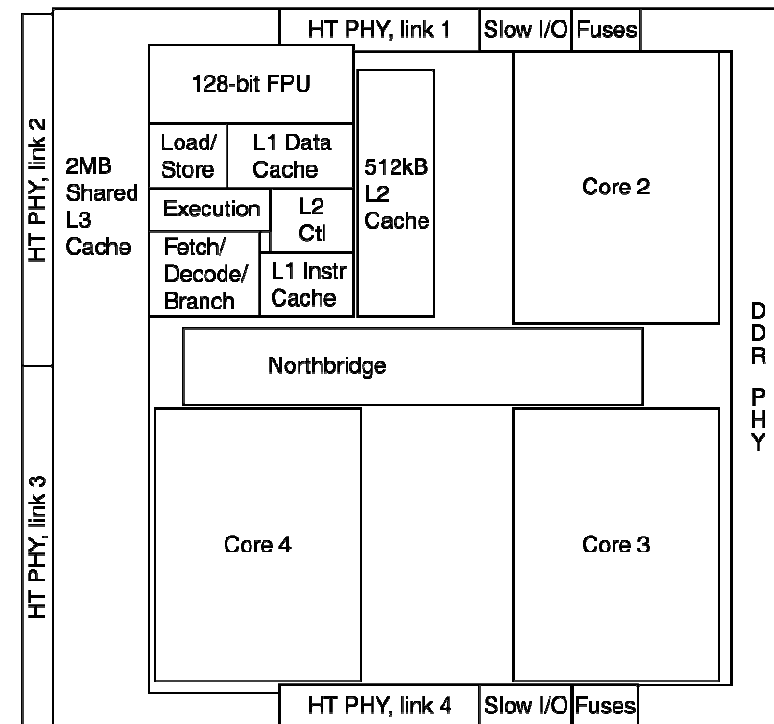 HT PHY, link 1
Slow I/O
Fuses
HT PHY, link 2
2MB
Shared
L3
Cache
128-bit FPU
Load/
Store
L1 Data
Cache
Execution
L2
Ctl
Fetch/
Decode/
Branch
L1 Instr
Cache
512kB
L2
Cache
Core 2
Northbridge
DDR PHY
HT PHY, link 3
Core 4
Core 3
HT PHY, link 4
Slow I/O
Fuses